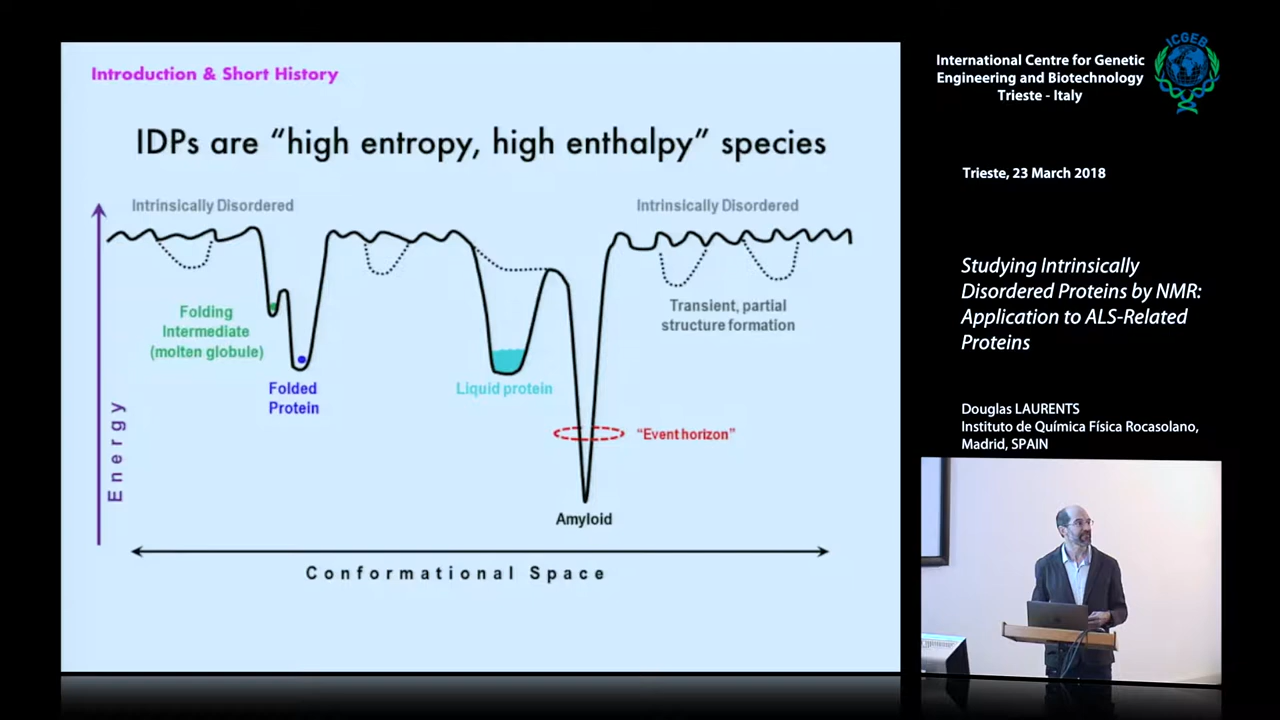 Introduction & Short History
IDPs are “high entropy, high enthalpy” species
Intrinsically Disordered
Intrinsically Disordered
Folding
Intermediate
(molten globule)
Folded
Protein
Liquid protein
Transient, partial
structure formation
“Event horizon”
Amyloid
Energy
Conformational Space
ICGEB
International Centre for Genetic
Engineering and Biotechnology
Trieste - Italy
Trieste, 23 March 2018
Studying Intrinsically
Disordered Proteins by NMR:
Application to ALS-Related
Proteins
Douglas LAURENTS
Instituto de Química Física Rocasolano,
Madrid, SPAIN